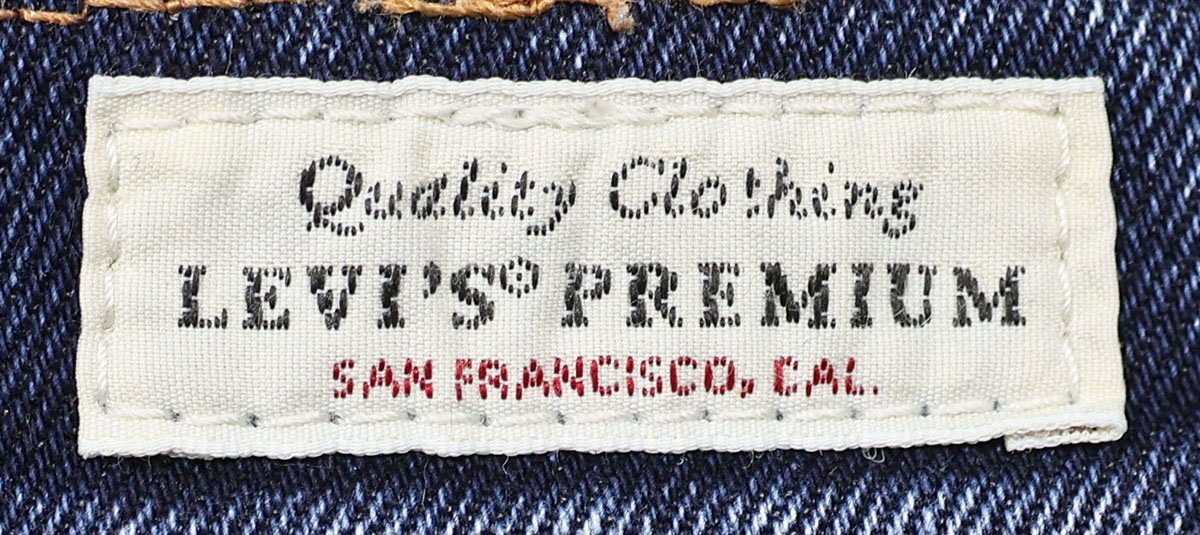 Quality Clothing
LEVI'S® PREMIUM
SAN FRANCISCO, CAL.